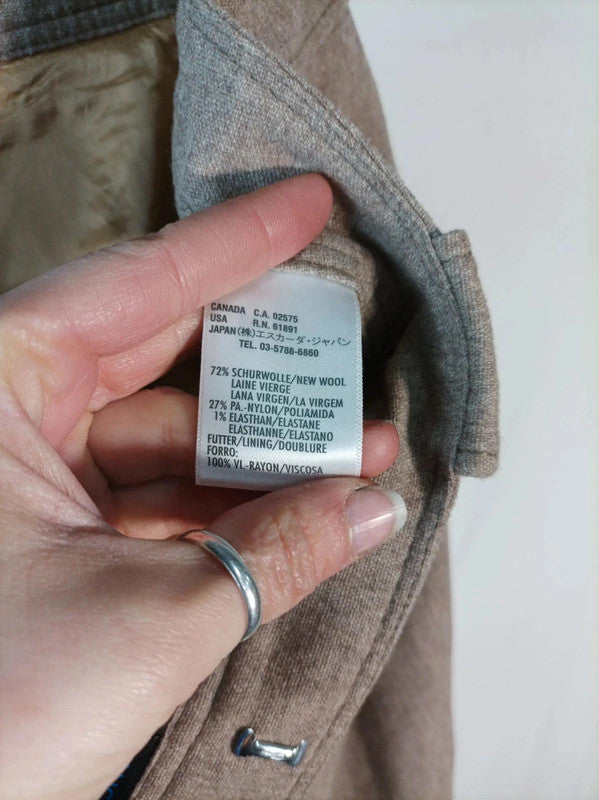 CANADA C.A. 02575
USA R.N. 81891
JAPAN (株)エスカーダ・ジャパン
TEL. 03-5786-6860
72% SCHURWOLLE/NEW WOOL
LAINE VIERGE
LANA VIRGEN/LA VIRGEM
27% PA.-NYLON/POLIAMIDA
1% ELASTHAN/ELASTANE
ELASTHANNE/ELASTANO
FUTTER/LINING/DOUBLURE
FORRO:
100% VI.-RAYON/VISCOSA